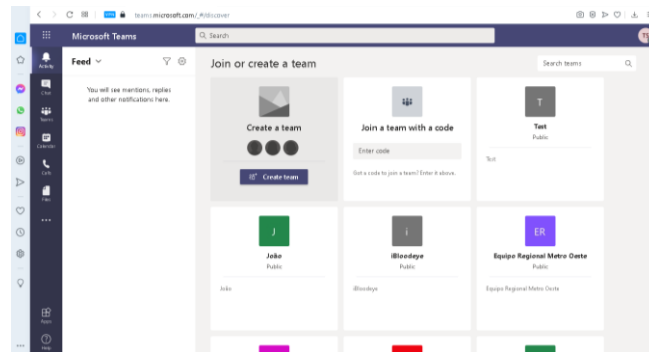 teams.microsoft.com/_#/discover
Microsoft Teams
Search
Activity
Chat
Teams
Calendar
Calls
Files
Apps
Help
Feed
You will see mentions, replies
and other notifications here.
Join or create a team
Search teams
Create a team
Create team
Join a team with a code
Enter code
Got a code to join a team? Enter it above.
T
Test
Public
Test
J
João
Public
João
i
iBloodeye
Public
iBloodeye
ER
Equipe Regional Metro Oeste
Public
Equipe Regional Metro Oeste